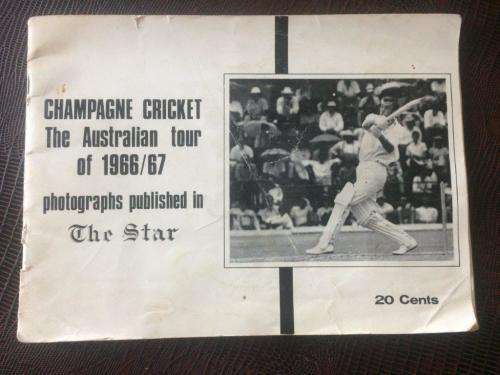 CHAMPAGNE CRICKET
The Australian tour
of 1966/67
photographs published in
The Star
20 Cents